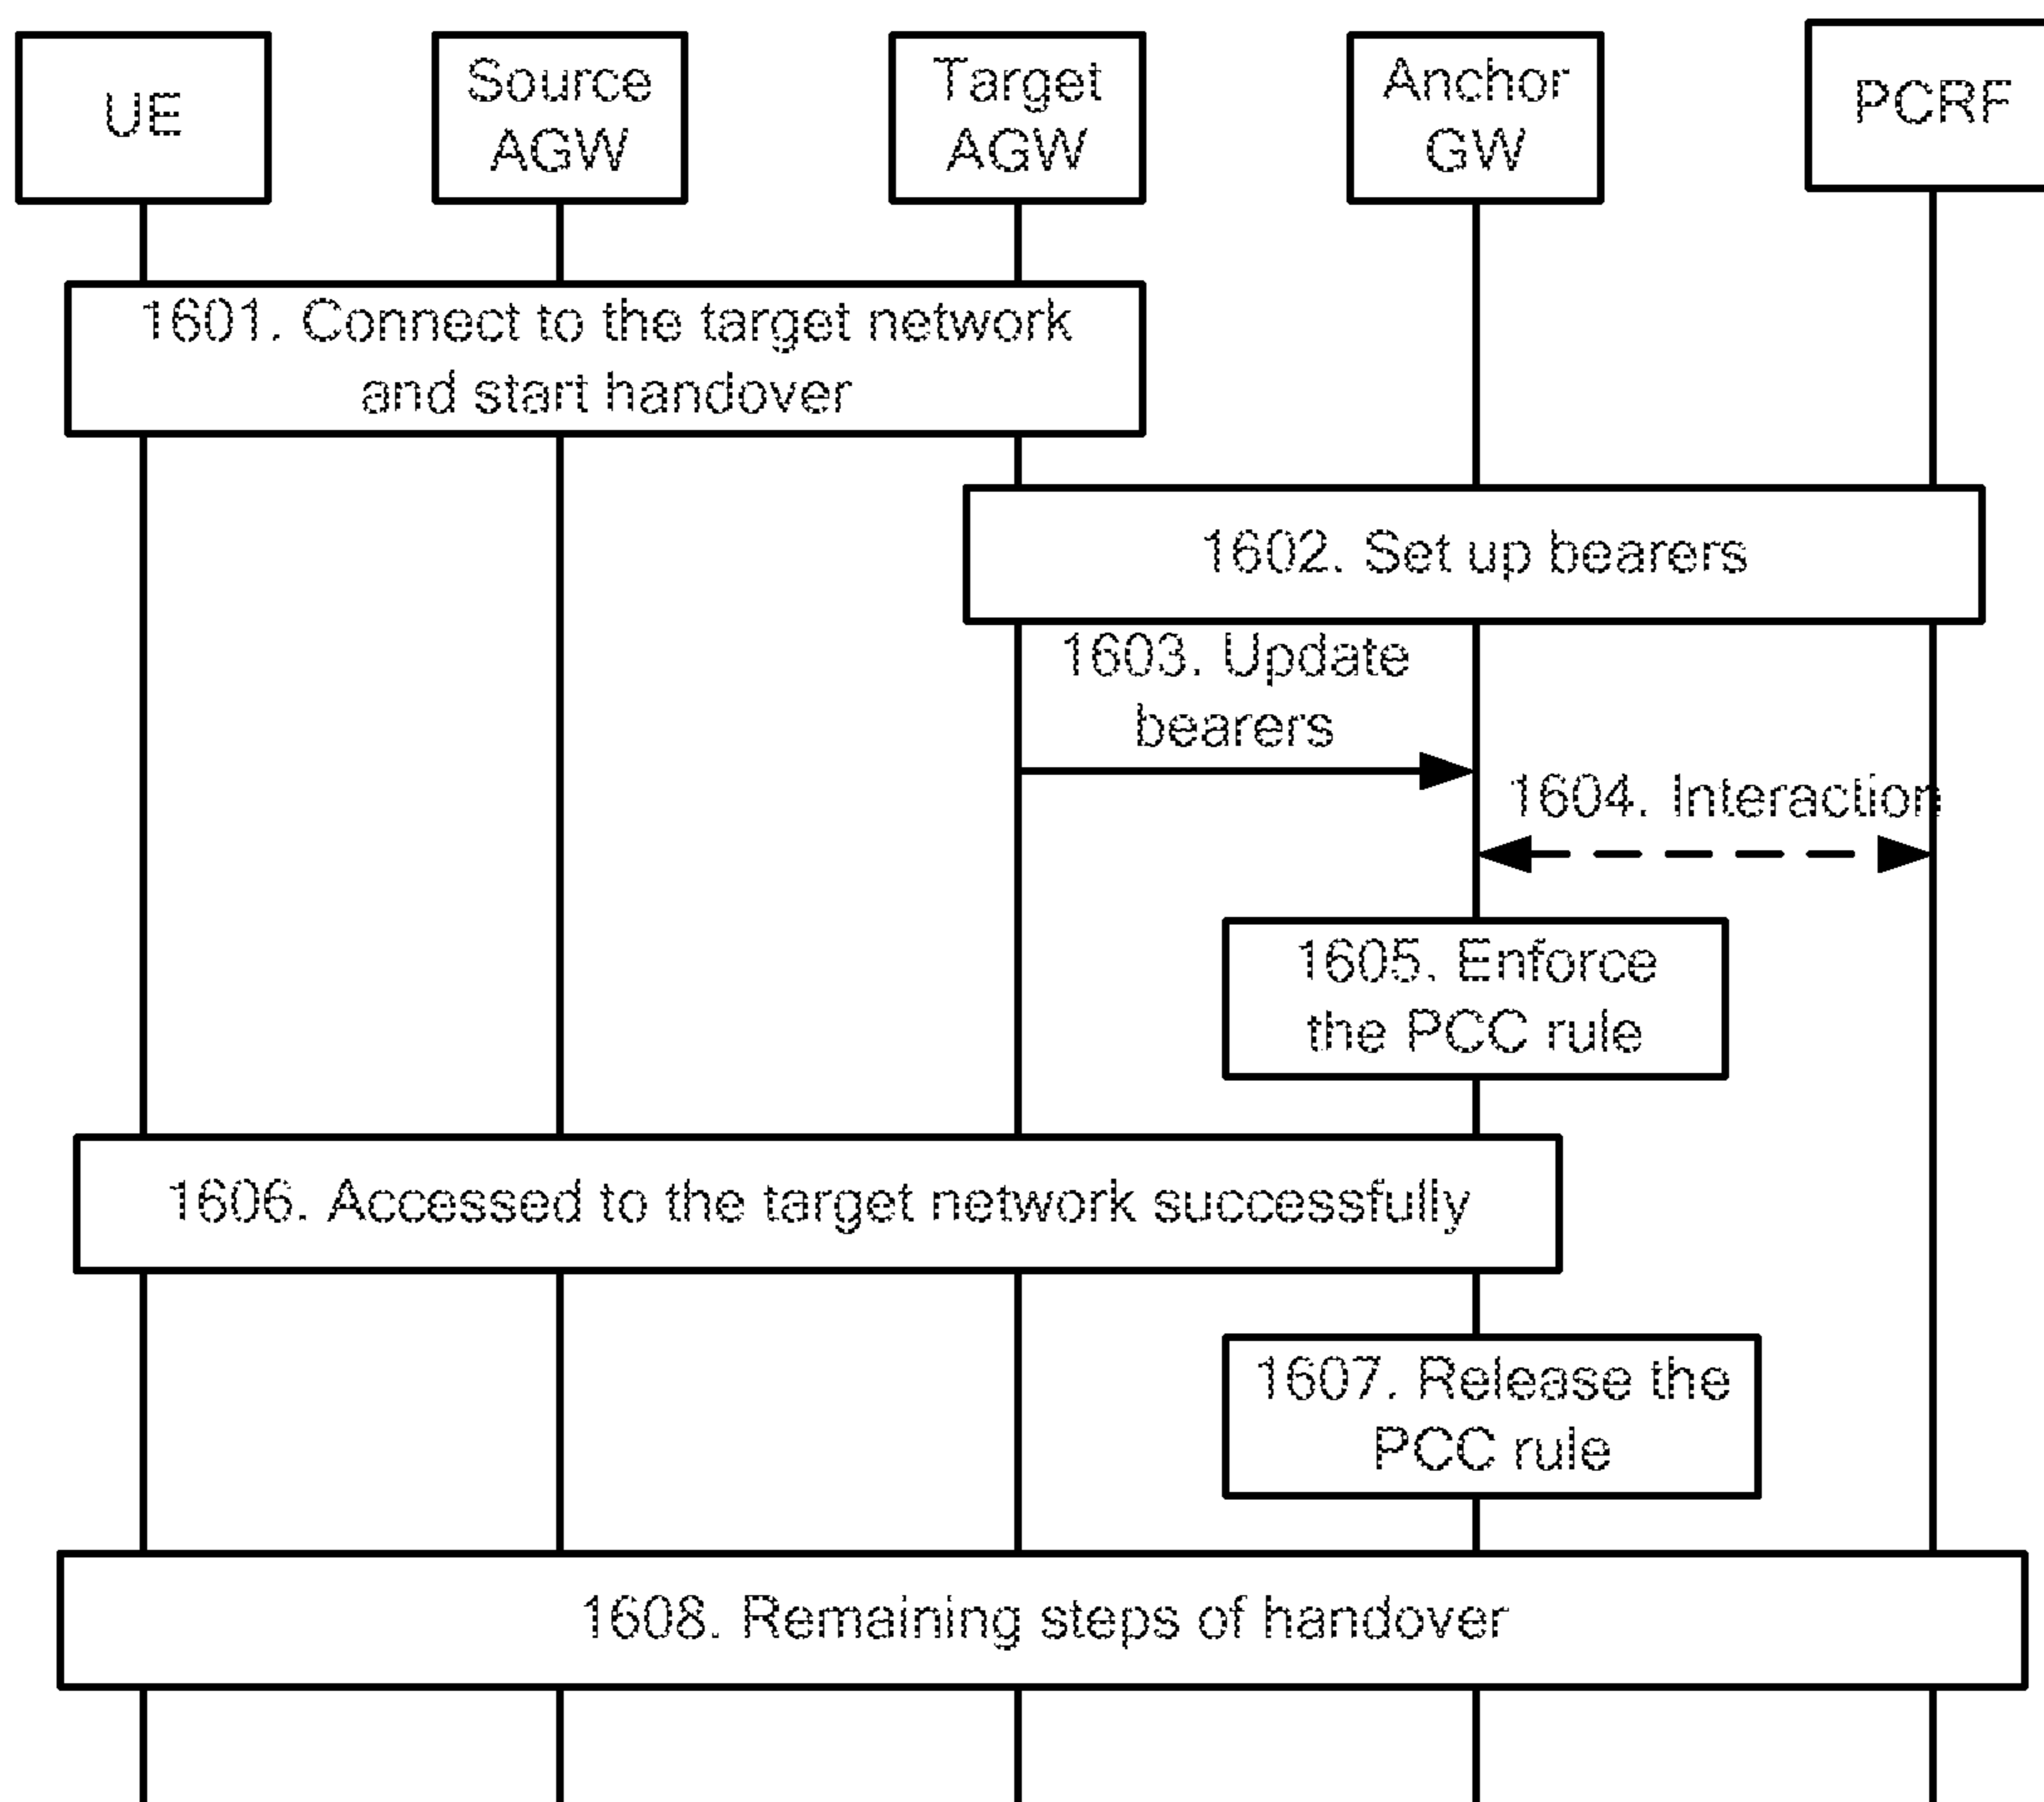 UE
Source
AGW
Target
AGW
Anchor
GW
PCRF
1601. Connect to the target network
and start handover
1602. Set up bearers
1603. Update
bearers
1604. Interaction
1605. Enforce
the PCC rule
1606. Accessed to the target network successfully
1607. Release the
PCC rule
1608. Remaining steps of handover